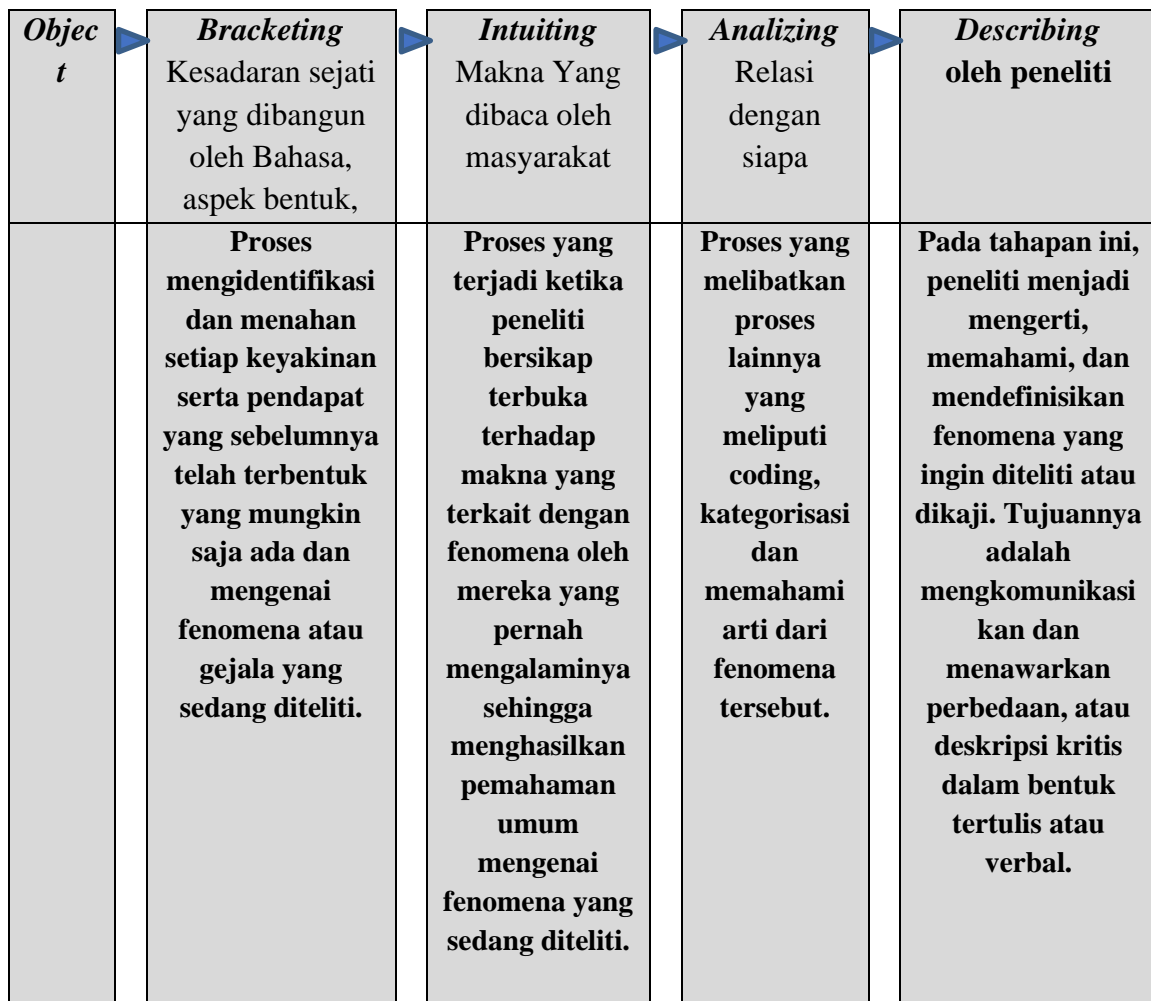 Objec
t
Bracketing
Kesadaran sejati
yang dibangun
oleh Bahasa,
aspek bentuk,
Intuiting
Makna Yang
dibaca oleh
masyarakat
Analizing
Relasi
dengan
siapa
Describing
oleh peneliti
Proses
mengidentifikasi
dan menahan
setiap keyakinan
serta pendapat
yang sebelumnya
telah terbentuk
yang mungkin
saja ada dan
mengenai
fenomena atau
gejala yang
sedang diteliti.
Proses yang
terjadi ketika
peneliti
bersikap
terbuka
terhadap
makna yang
terkait dengan
fenomena oleh
mereka yang
pernah
mengalaminya
sehingga
menghasilkan
pemahaman
umum
mengenai
fenomena yang
sedang diteliti.
Proses yang
melibatkan
proses
lainnya
yang
meliputi
coding,
kategorisasi
dan
memahami
arti dari
fenomena
tersebut.
Pada tahapan ini,
peneliti menjadi
mengerti,
memahami, dan
mendefinisikan
fenomena yang
ingin diteliti atau
dikaji. Tujuannya
adalah
mengkomunikasi
kan dan
menawarkan
perbedaan, atau
deskripsi kritis
dalam bentuk
tertulis atau
verbal.